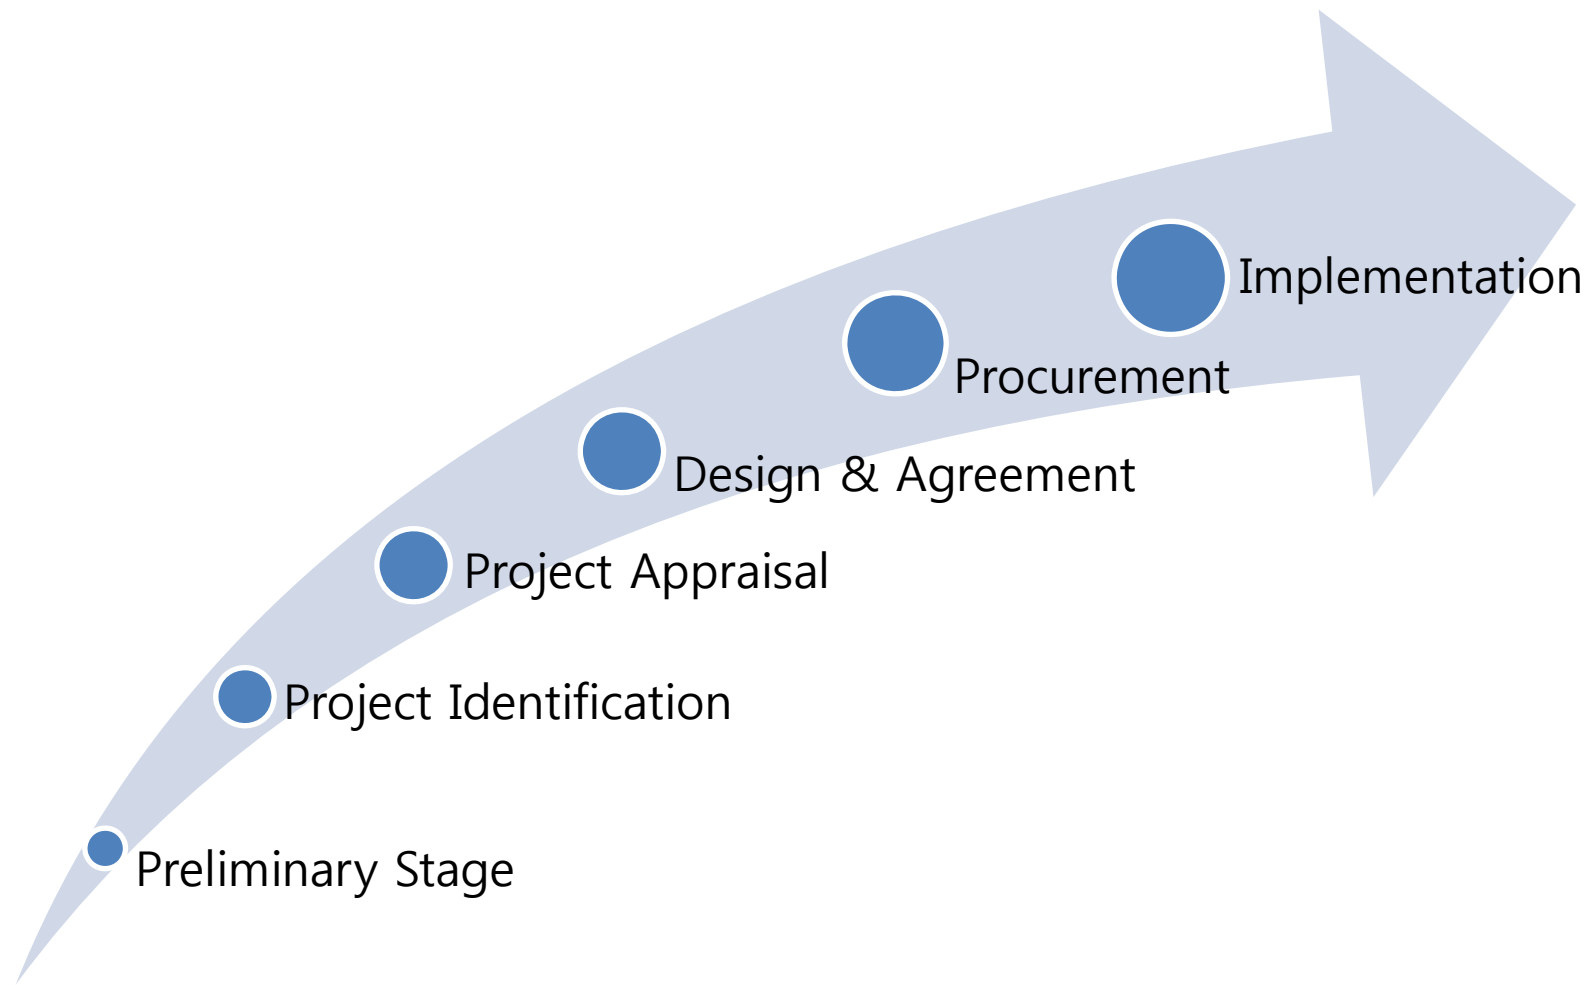 Implementation
Procurement
Design & Agreement
Project Appraisal
Project Identification
Preliminary Stage